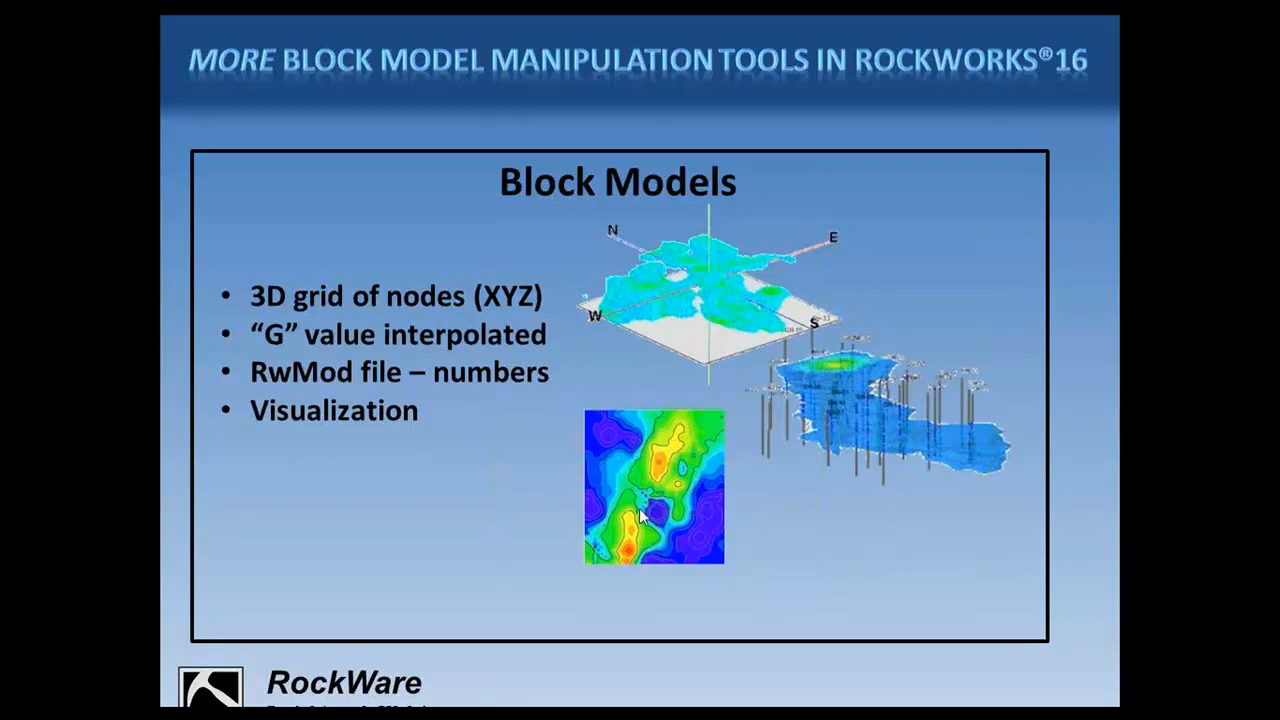 MORE BLOCK MODEL MANIPULATION TOOLS IN ROCKWORKS®16
Block Models
N
E
W
S
• 3D grid of nodes (XYZ)
• “G” value interpolated
• RwMod file – numbers
• Visualization
RockWare